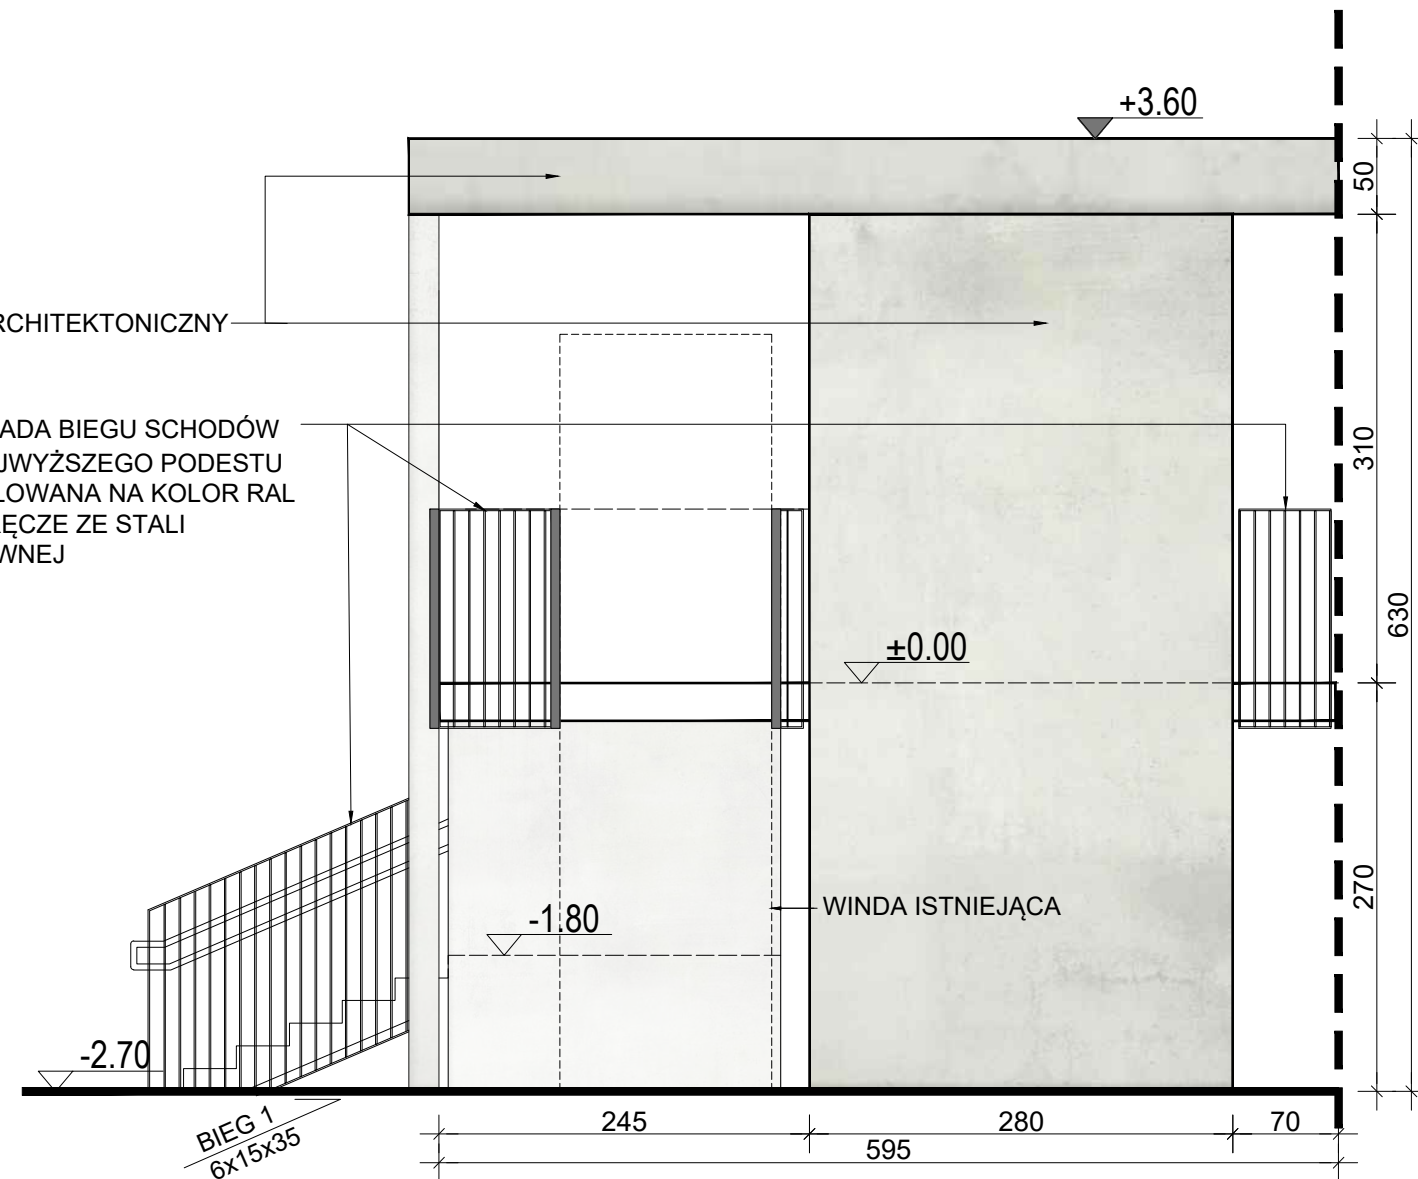 +3.60
50
RCHITEKTONICZNY
ADA BIEGU SCHODÓW
JWYŻSZEGO PODESTU
LOWANA NA KOLOR RAL
ĘCZE ZE STALI
WNEJ
310
630
±0.00
270
WINDA ISTNIEJĄCA
-1.80
-2.70
BIEG 1
6x15x35
245
280
70
595